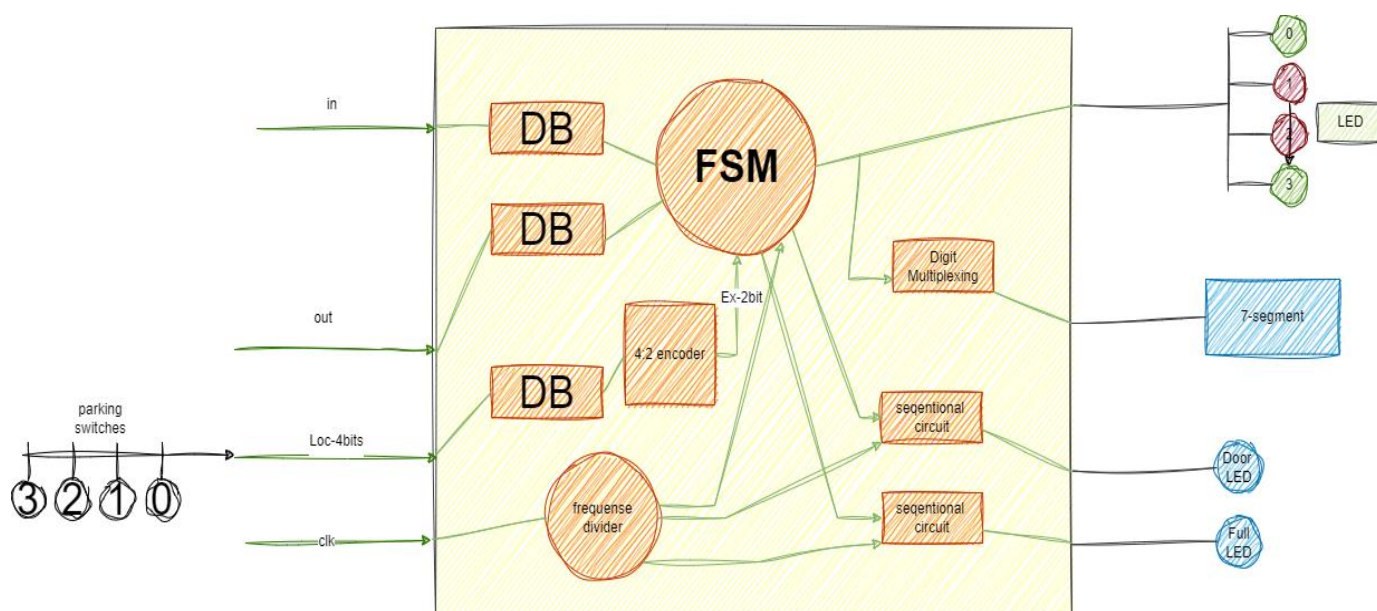 in
DB
FSM
0
1
2
3
LED
out
DB
Digit
Multiplexing
7-segment
Ex-2bit
4:2 encoder
DB
parking
switches
Loc-4bits
3
2
1
0
seqentional
circuit
Door
LED
frequense
divider
clk
seqentional
circuit
Full
LED